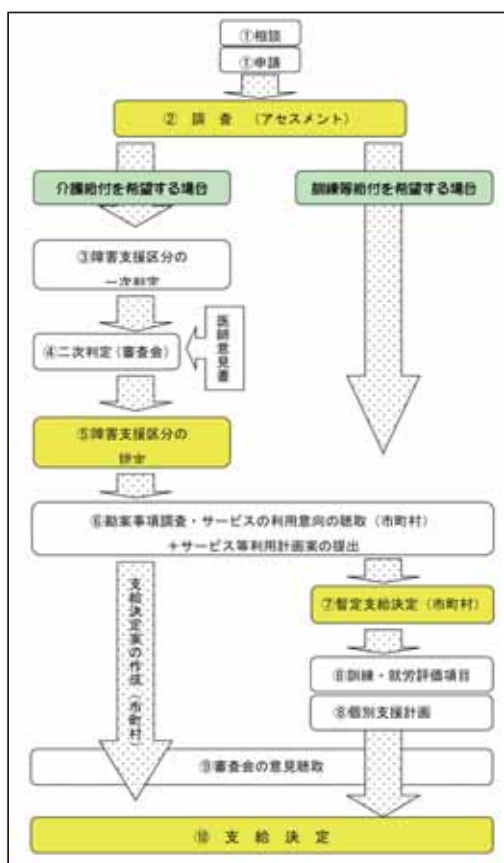 ①相談
①申請
② 調 査 （アセスメント）
介護給付を希望する場合
訓練等給付を希望する場合
③障害支援区分の
一次判定
④二次判定（審査会）
医師意見書
⑤障害支援区分の
認定
⑥勘案事項調査・サービスの利用意向の聴取（市町村）
＋サービス等利用計画案の提出
支給決定案の作成（市町村）
⑦暫定支給決定（市町村）
⑧訓練・就労評価項目
⑧個別支援計画
⑨審査会の意見聴取
⑩ 支 給 決 定